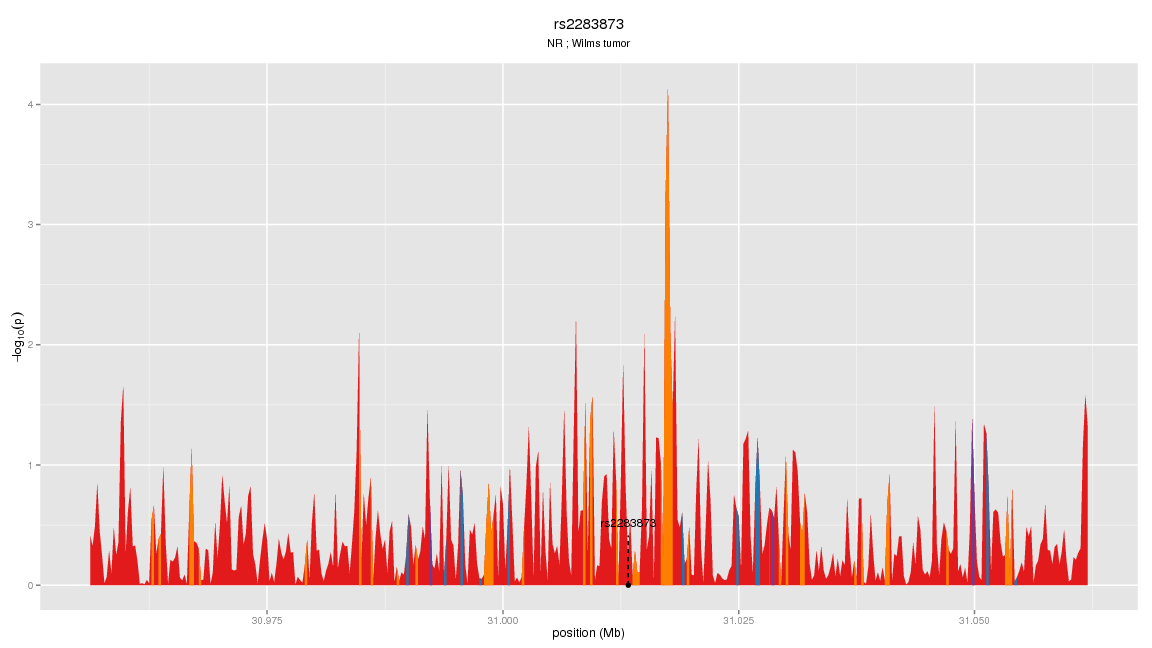 rs2283873
NR ; Wilms tumor
4
3
2
1
0
−log10(p)
rs2283873
30.975
31.000
31.025
31.050
position (Mb)